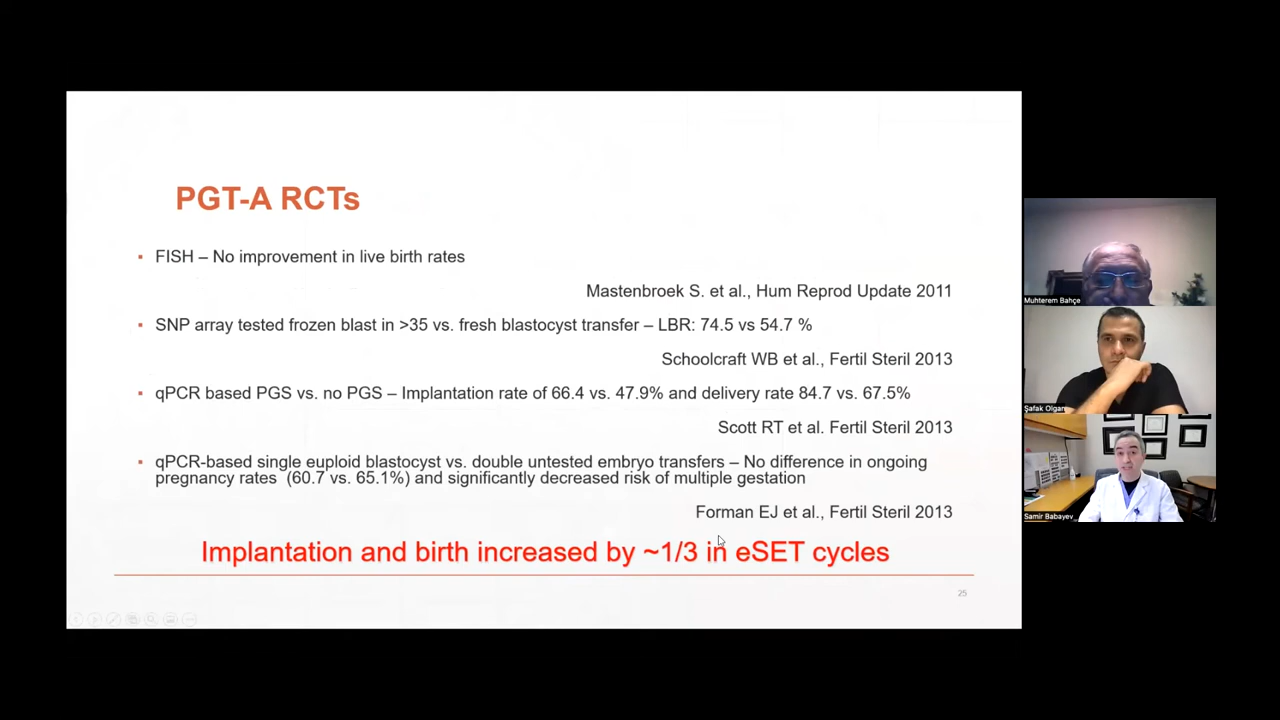 PGT-A RCTs
▪ FISH – No improvement in live birth rates
Mastenbroek S. et al., Hum Reprod Update 2011
▪ SNP array tested frozen blast in >35 vs. fresh blastocyst transfer – LBR: 74.5 vs 54.7 %
Schoolcraft WB et al., Fertil Steril 2013
▪ qPCR based PGS vs. no PGS – Implantation rate of 66.4 vs. 47.9% and delivery rate 84.7 vs. 67.5%
Scott RT et al. Fertil Steril 2013
▪ qPCR-based single euploid blastocyst vs. double untested embryo transfers – No difference in ongoing
pregnancy rates (60.7 vs. 65.1%) and significantly decreased risk of multiple gestation
Forman EJ et al., Fertil Steril 2013
Implantation and birth increased by ~1/3 in eSET cycles
25
Muhterem Bahçe
Şafak Olgan
Samir Babayev